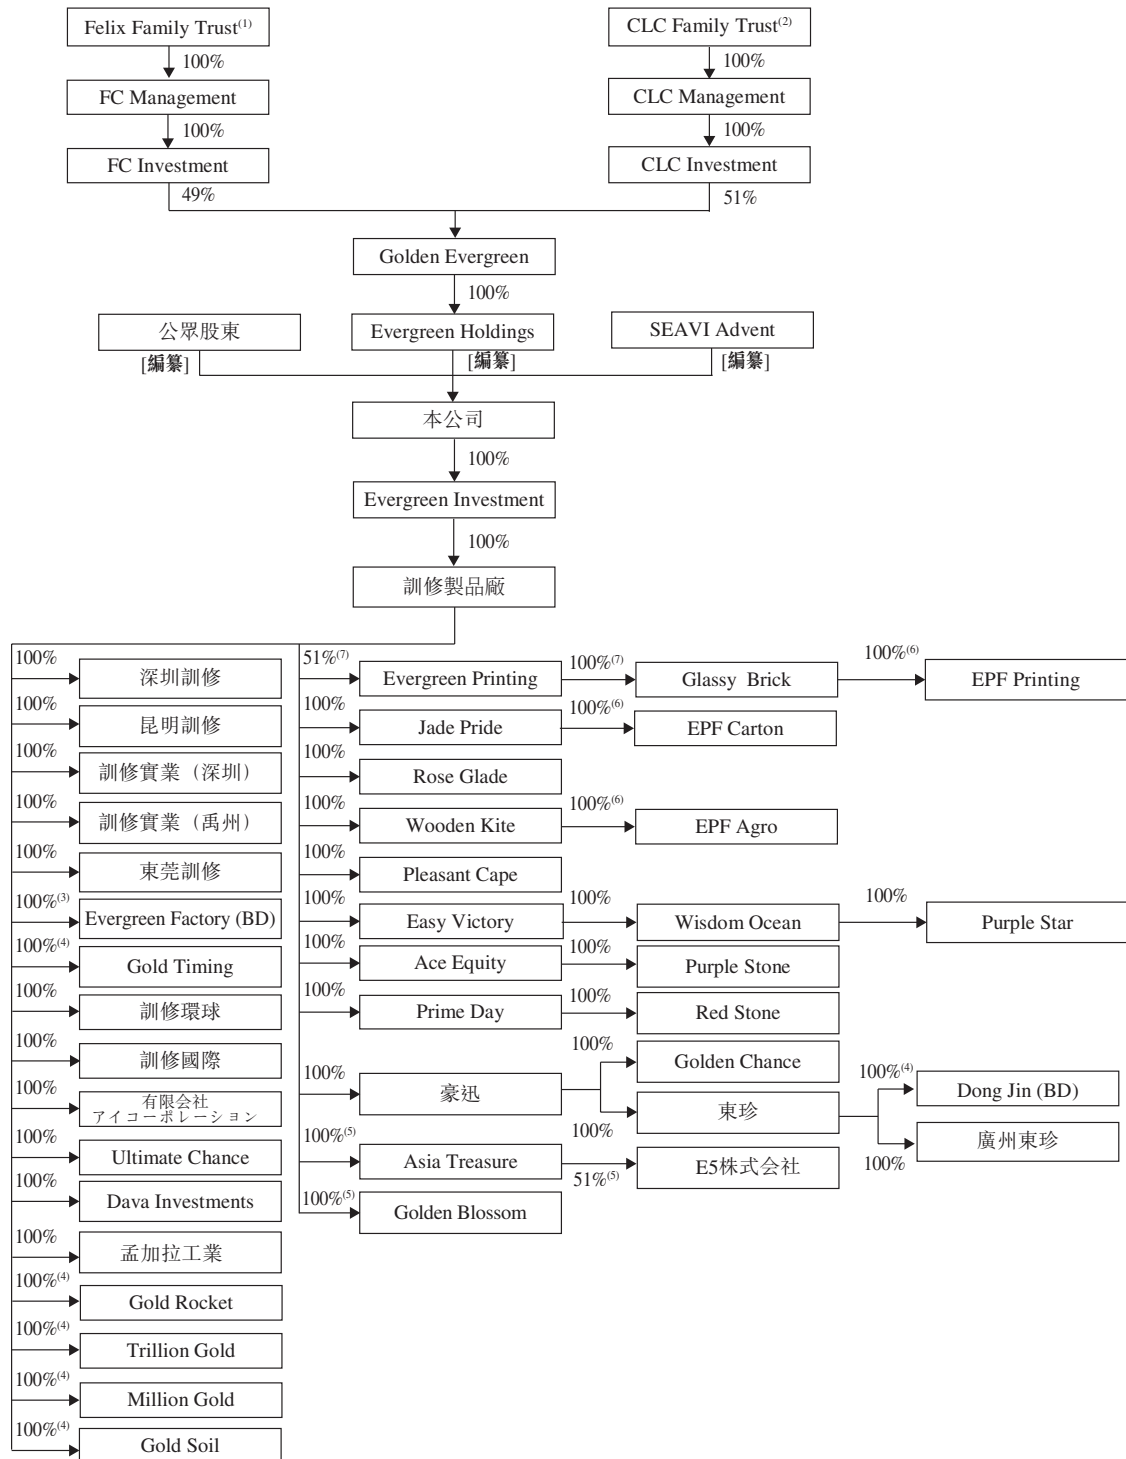 Felix Family Trust(1)
CLC Family Trust(2)
100%
100%
FC Management
CLC Management
100%
100%
FC Investment
CLC Investment
49%
51%
Golden Evergreen
100%
公眾股東
Evergreen Holdings
SEAVI Advent
[編纂]
[編纂]
[編纂]
本公司
100%
Evergreen Investment
100%
訓修製品廠
100%
深圳訓修
100%
昆明訓修
100%
訓修實業（深圳）
100%
訓修實業（禹州）
100%
東莞訓修
100%(3)
Evergreen Factory (BD)
100%(4)
Gold Timing
100%
訓修環球
100%
訓修國際
100%
有限会社
アイコーポレーション
100%
Ultimate Chance
100%
Dava Investments
100%
孟加拉工業
100%(4)
Gold Rocket
100%(4)
Trillion Gold
100%(4)
Million Gold
100%(4)
Gold Soil
51%(7)
Evergreen Printing
100%(7)
Glassy Brick
100%(6)
EPF Printing
100%
Jade Pride
100%(6)
EPF Carton
100%
Rose Glade
100%
Wooden Kite
100%(6)
EPF Agro
100%
Pleasant Cape
100%
Easy Victory
100%
Wisdom Ocean
100%
Purple Star
100%
Ace Equity
100%
Purple Stone
100%
Prime Day
100%
Red Stone
100%
豪迅
100%
Golden Chance
100%
東珍
100%(4)
Dong Jin (BD)
100%
廣州東珍
100%(5)
Asia Treasure
51%(5)
E5株式会社
100%(5)
Golden Blossom